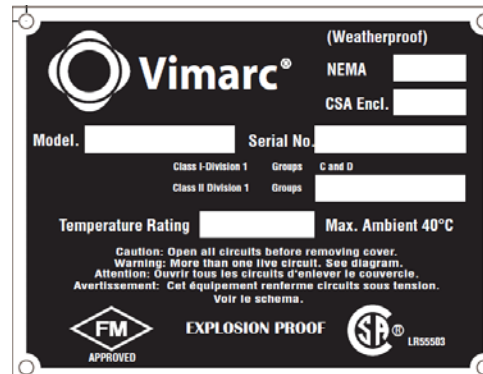 (Weatherproof)
Vimarc®
NEMA
CSA Encl.
Model. Serial No.
Class I-Division 1 Groups C and D
Class II Division 1 Groups
Temperature Rating Max. Ambient 40°C
Caution: Open all circuits before removing cover.
Warning: More than one live circuit. See diagram.
Attention: Ouvrir tous les circuits d'enlever le couvercle.
Avertissement: Cet équipement renferme circuits sous tension.
Voir le schema.
FM
APPROVED
EXPLOSION PROOF
SA ®
LR55503